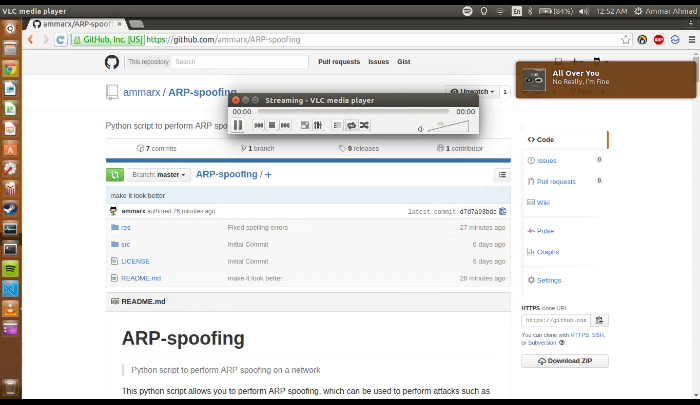 VLC media player
En
(84%)
12:52 AM
Ammar Ahmad
ammarx/ARP-spoofing
GitHub, Inc. [US]
https://github.com/ammarx/ARP-spoofing
ABP
This repository
Search
Pull requests
Issues
Gist
All Over You
No Really, I'm Fine
ammarx / ARP-spoofing
Unwatch
1
Streaming - VLC media player
00:00
00:00
Python script to perform ARP spo
7 commits
1 branch
0 releases
1 contributor
Branch: master
ARP-spoofing / +
make it look better
ammarx authored 26 minutes ago
latest commit d7d7a93bdc
res
Fixed spelling errors
27 minutes ago
src
Initial Commit
6 days ago
LICENSE
Initial Commit
6 days ago
README.md
make it look better
26 minutes ago
README.md
ARP-spoofing
Python script to perform ARP spoofing on a network
This python script allows you to perform ARP spoofing, which can be used to perform attacks such as
Code
Issues
0
Pull requests
0
Wiki
Pulse
Graphs
Settings
HTTPS clone URL
https://github.com
You can clone with HTTPS, SSH,
or Subversion.
Download ZIP